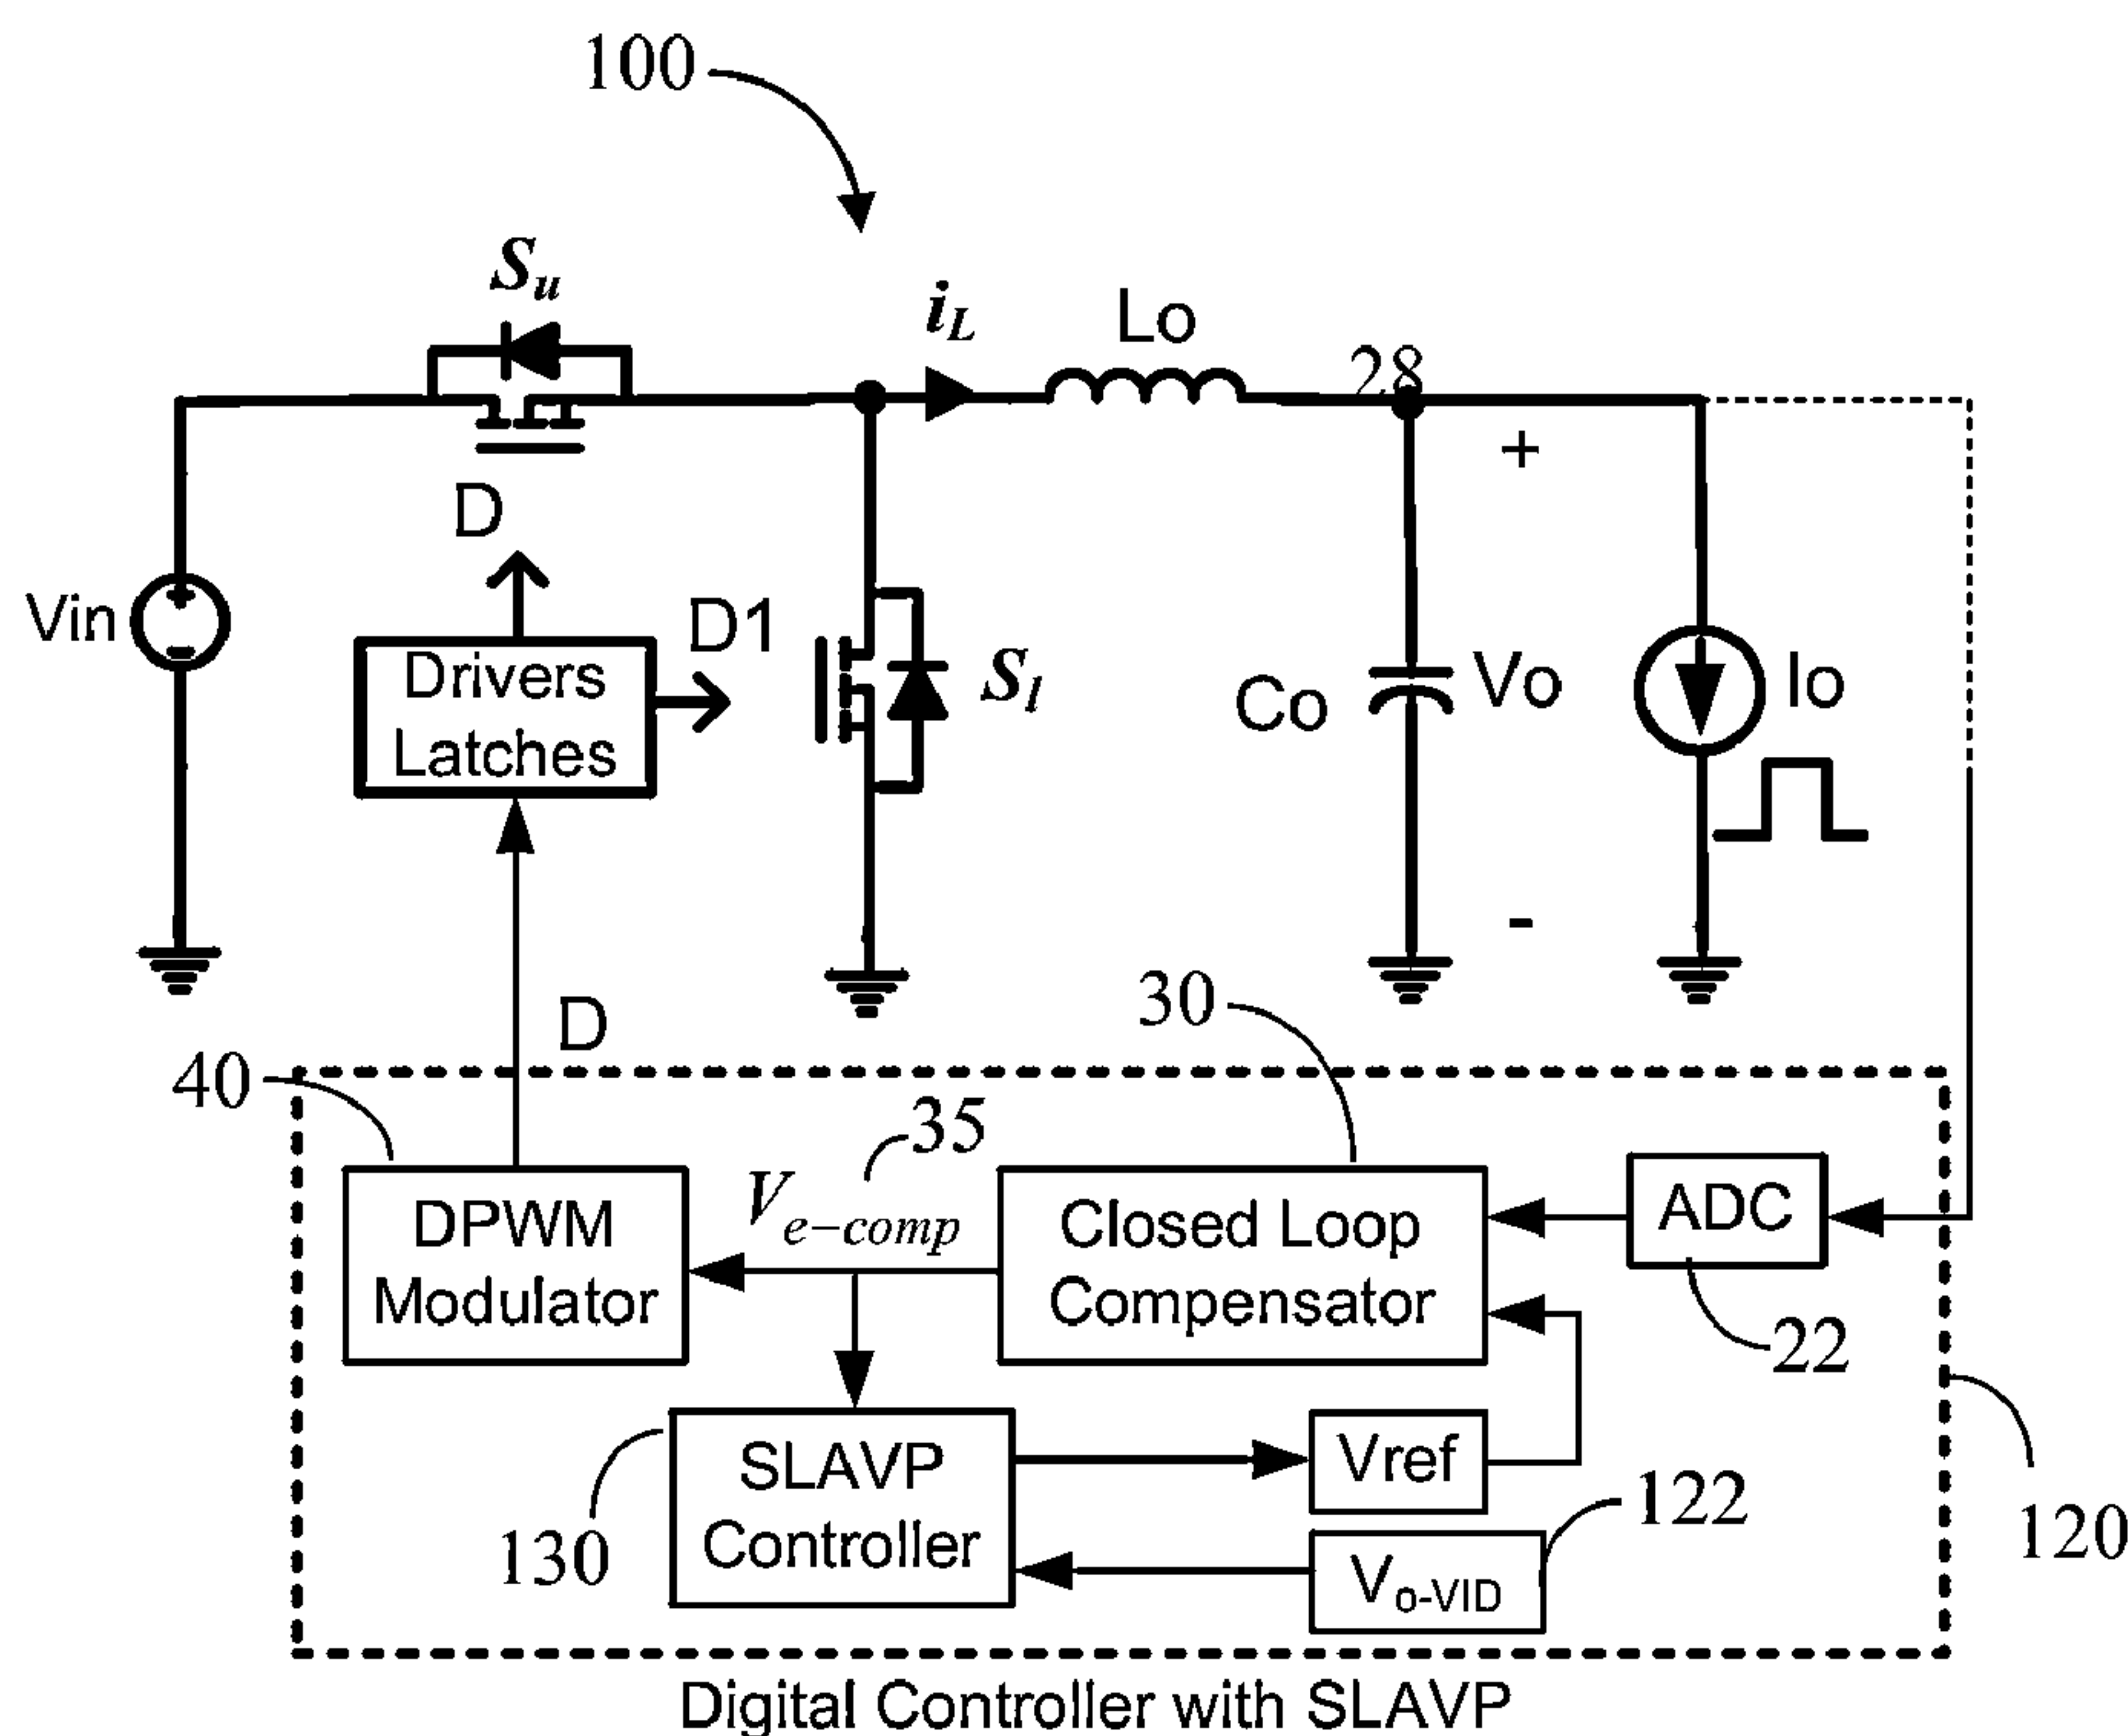 100
Su
iL
Lo
28
+
D
Vin
D1
Drivers
Latches
Sl
Co
Vo
Io
-
30
D
40
35
Ve-comp
DPWM
Modulator
Closed Loop
Compensator
ADC
22
SLAVP
Controller
Vref
122
130
Vo-VID
120
Digital Controller with SLAVP